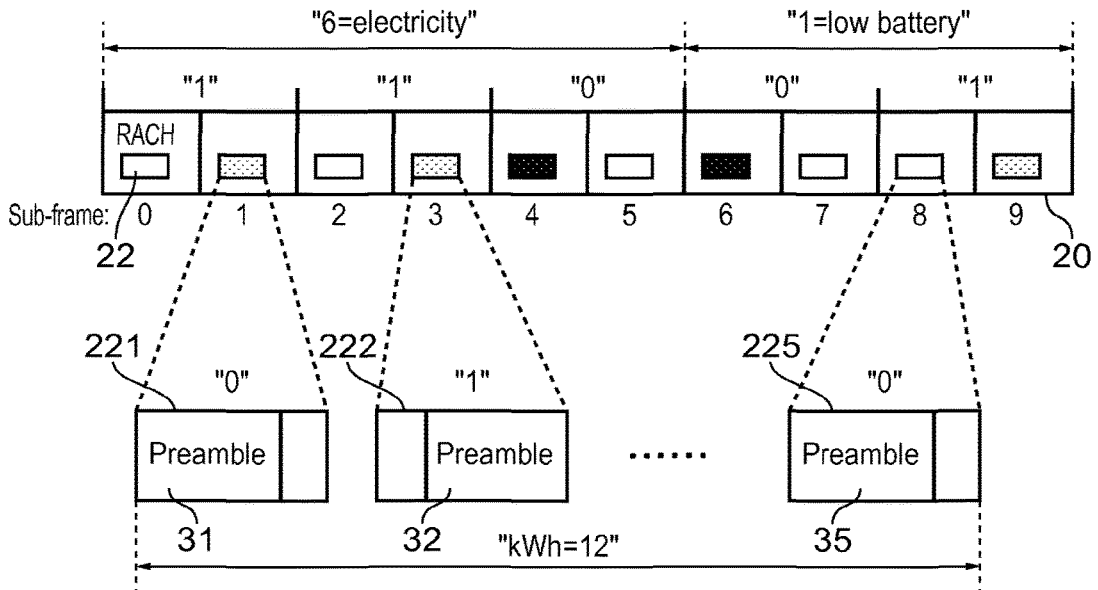 "6=electricity" "1=low battery"
"1" "1" "0" "0" "1"
RACH
Sub-frame: 0 1 2 3 4 5 6 7 8 9
22 20
221 222 225
"0" "1" "0"
Preamble Preamble ...... Preamble
31 32 35
"kWh=12"